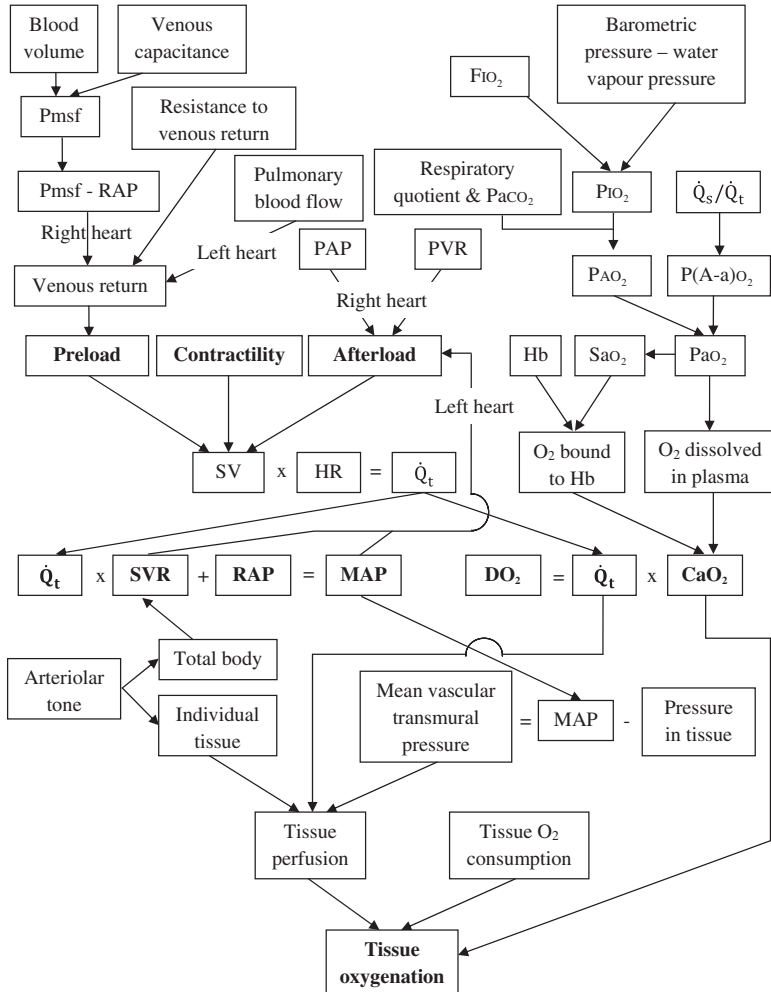 Blood
volume
Venous
capacitance
Barometric
pressure – water
vapour pressure
FIO₂
Pmsf
Resistance to
venous return
Pmsf - RAP
Pulmonary
blood flow
Respiratory
quotient & PaCO₂
PIO₂
Q̇s/Q̇t
Right heart
Left heart
PAP
PVR
Venous return
PAO₂
P(A-a)O₂
Right heart
Preload
Contractility
Afterload
Hb
SaO₂
PaO₂
Left heart
O₂ bound
to Hb
O₂ dissolved
in plasma
SV x HR = Q̇t
Q̇t x SVR + RAP = MAP
DO₂ = Q̇t x CaO₂
Arteriolar
tone
Total body
Individual
tissue
Mean vascular
transmural
pressure
= MAP -
Pressure
in tissue
Tissue
perfusion
Tissue O₂
consumption
Tissue
oxygenation